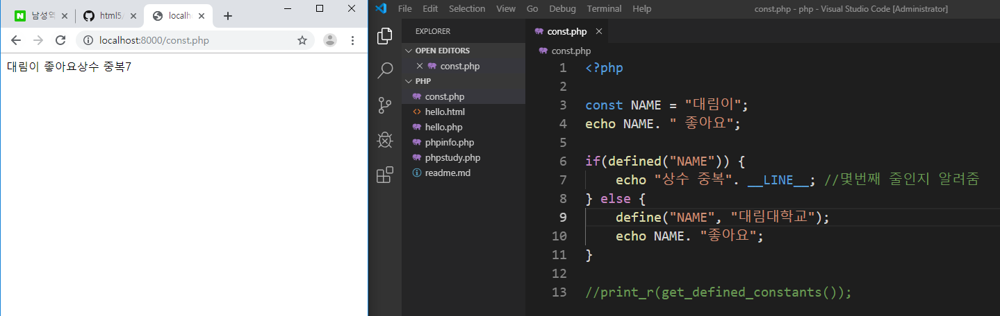 남성역
html5/
localh
localhost:8000/const.php
대림이 좋아요상수 중복7
File Edit Selection View Go Debug Terminal Help
const.php - php - Visual Studio Code [Administrator]
EXPLORER
OPEN EDITORS
const.php
PHP
const.php
hello.html
hello.php
phpinfo.php
phpstudy.php
readme.md
const.php
const.php
1 <?php
2
3 const NAME = "대림이";
4 echo NAME. " 좋아요";
5
6 if(defined("NAME")) {
7 echo "상수 중복". __LINE__; //몇번째 줄인지 알려줌
8 } else {
9 define("NAME", "대림대학교");
10 echo NAME. "좋아요";
11 }
12
13 //print_r(get_defined_constants());